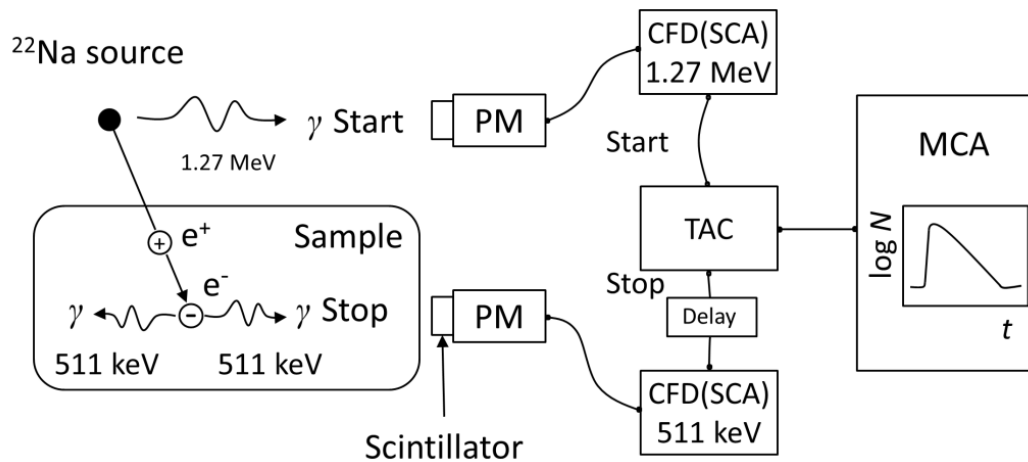 ²²Na source
γ Start
1.27 MeV
PM
CFD(SCA)
1.27 MeV
Start
MCA
log N
t
TAC
Stop
Delay
Sample
e⁺
+
e⁻
−
γ
γ Stop
511 keV
511 keV
PM
CFD(SCA)
511 keV
Scintillator